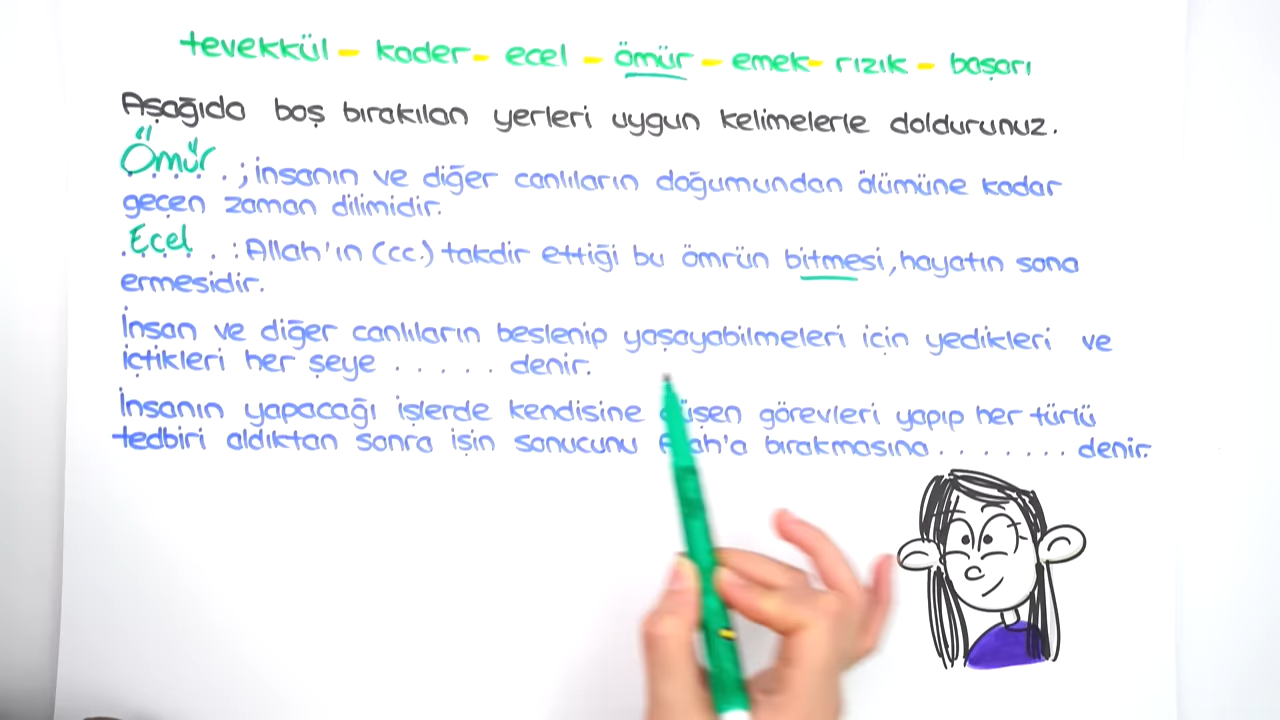 tevekkül - kader - ecel - ömür - emek - rızık - başarı
Aşağıda boş bırakılan yerleri uygun kelimelerle doldurunuz.
Ömür . ; insanın ve diğer canlıların doğumundan ölümüne kadar
geçen zaman dilimidir.
. Ecel . . : Allah'ın (cc.) takdir ettiği bu ömrün bitmesi, hayatın sona
ermesidir.
İnsan ve diğer canlıların beslenip yaşayabilmeleri için yedikleri ve
içtikleri her şeye . . . . . denir.
İnsanın yapacağı işlerde kendisine düşen görevleri yapıp her türlü
tedbiri aldıktan sonra işin sonucunu Allah'a bırakmasına . . . . . . . denir.